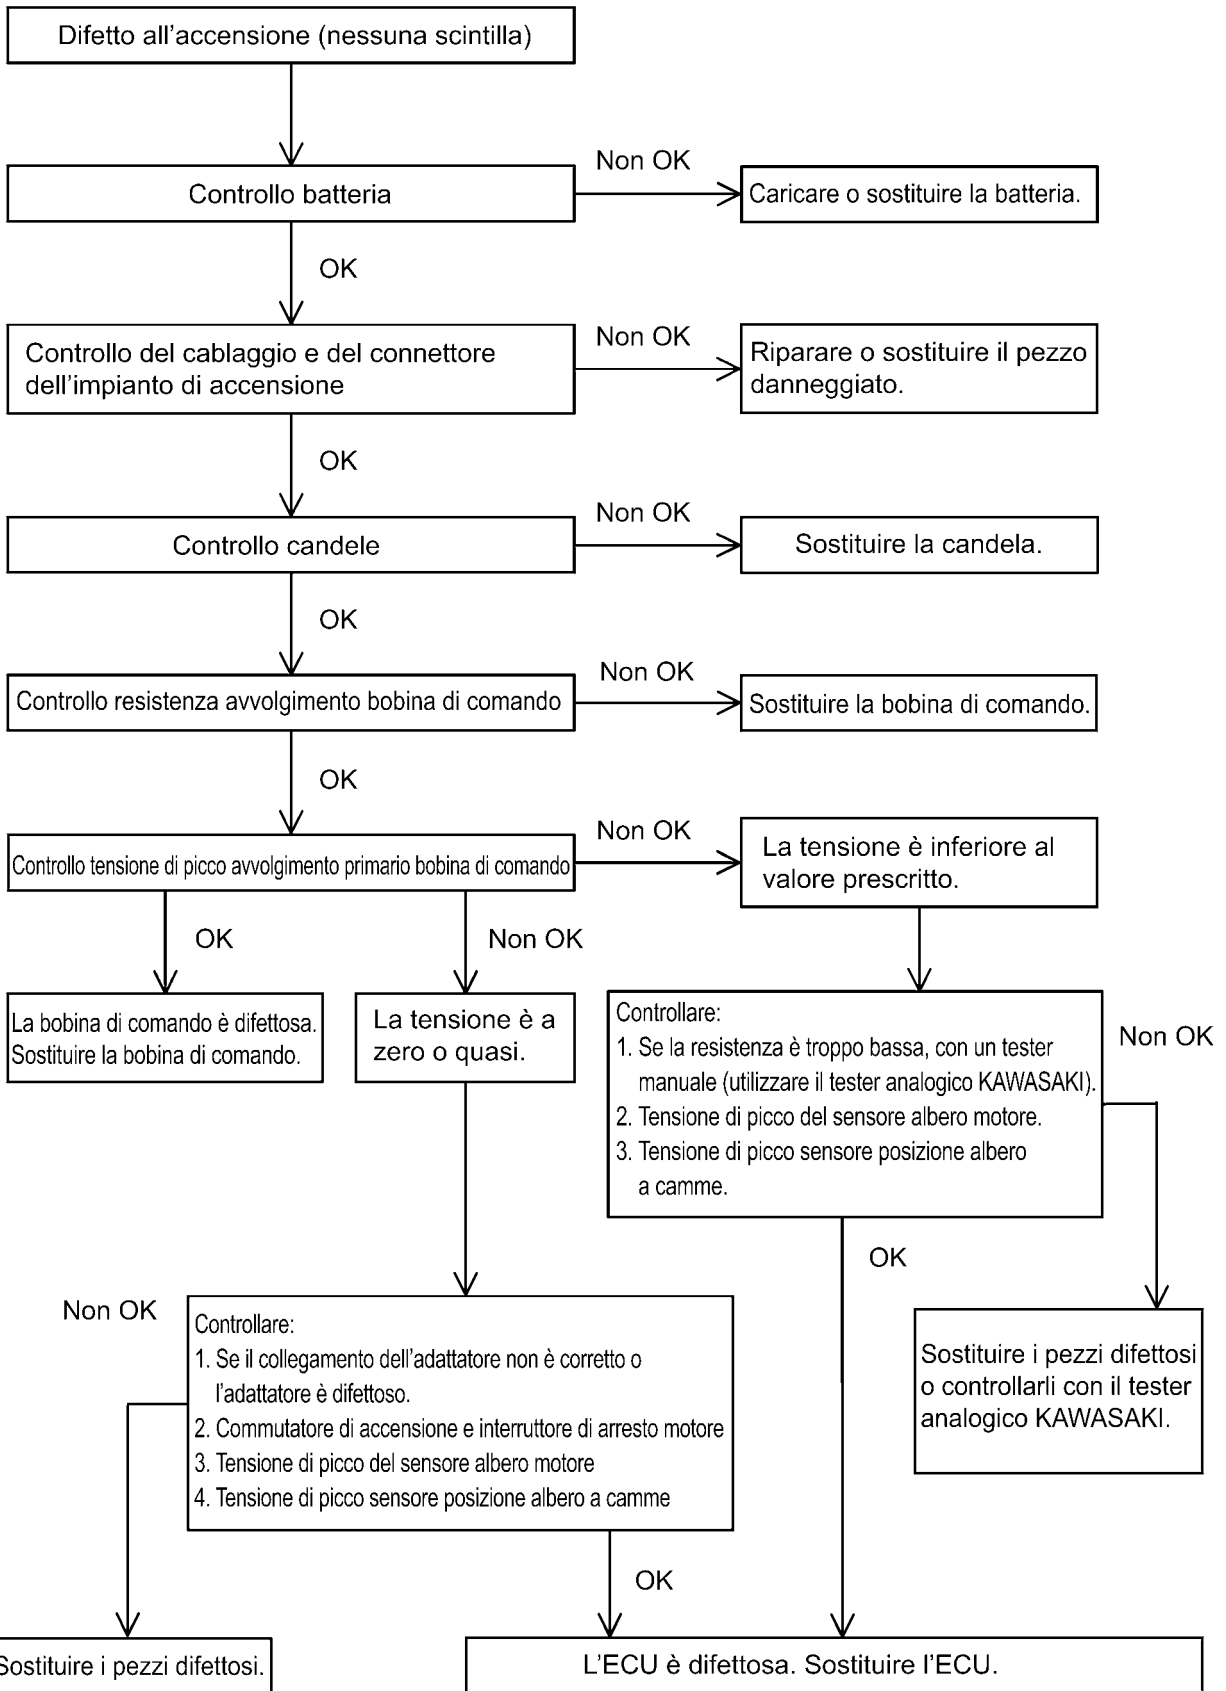 Difetto all'accensione (nessuna scintilla)
Non OK
Controllo batteria
Caricare o sostituire la batteria.
OK
Non OK
Controllo del cablaggio e del connettore
dell'impianto di accensione
Riparare o sostituire il pezzo
danneggiato.
OK
Non OK
Controllo candele
Sostituire la candela.
OK
Non OK
Controllo resistenza avvolgimento bobina di comando
Sostituire la bobina di comando.
OK
Non OK
Controllo tensione di picco avvolgimento primario bobina di comando
La tensione è inferiore al
valore prescritto.
OK
Non OK
La bobina di comando è difettosa.
Sostituire la bobina di comando.
La tensione è a
zero o quasi.
Controllare:
1. Se la resistenza è troppo bassa, con un tester
manuale (utilizzare il tester analogico KAWASAKI).
2. Tensione di picco del sensore albero motore.
3. Tensione di picco sensore posizione albero
a camme.
Non OK
OK
Non OK
Controllare:
1. Se il collegamento dell'adattatore non è corretto o
l'adattatore è difettoso.
2. Commutatore di accensione e interruttore di arresto motore
3. Tensione di picco del sensore albero motore
4. Tensione di picco sensore posizione albero a camme
Sostituire i pezzi difettosi
o controllarli con il tester
analogico KAWASAKI.
OK
Sostituire i pezzi difettosi.
L'ECU è difettosa. Sostituire l'ECU.